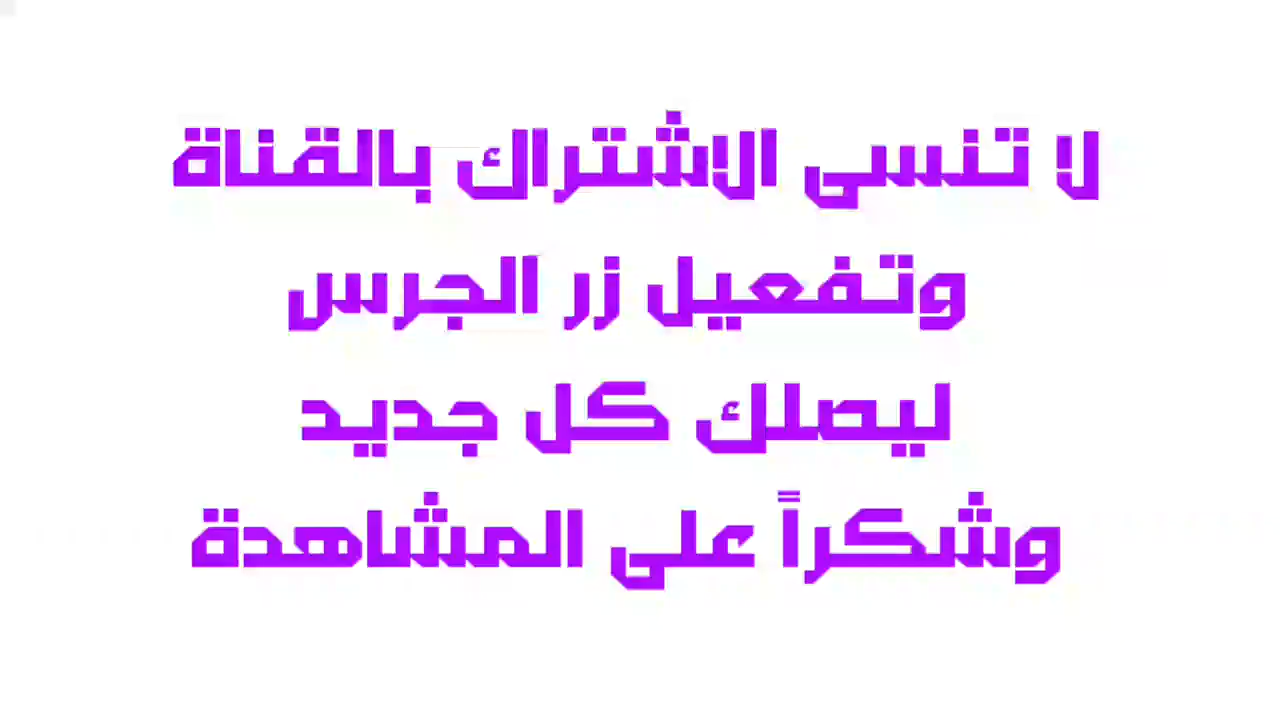 لا تنسى الاشتراك بالقناة
وتفعيل زر الجرس
ليصلك كل جديد
وشكراً على المشاهدة